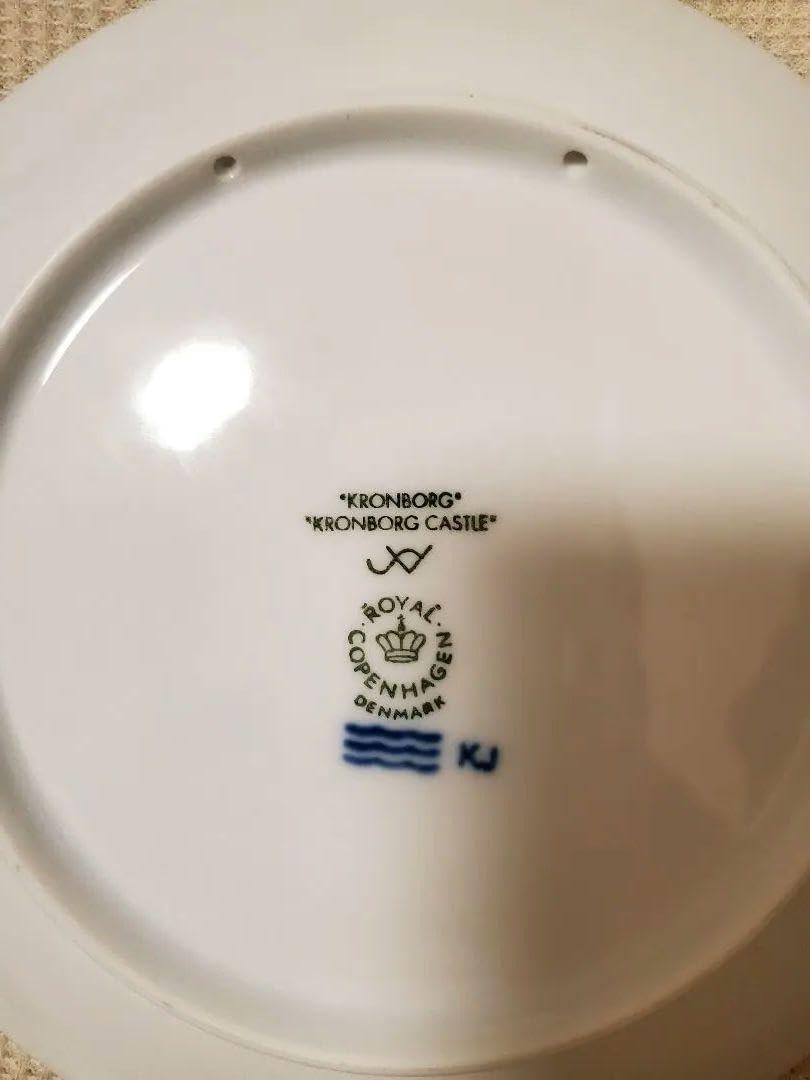 "KRONBORG"
"KRONBORG CASTLE"
ROYAL
COPENHAGEN
DENMARK
KJ